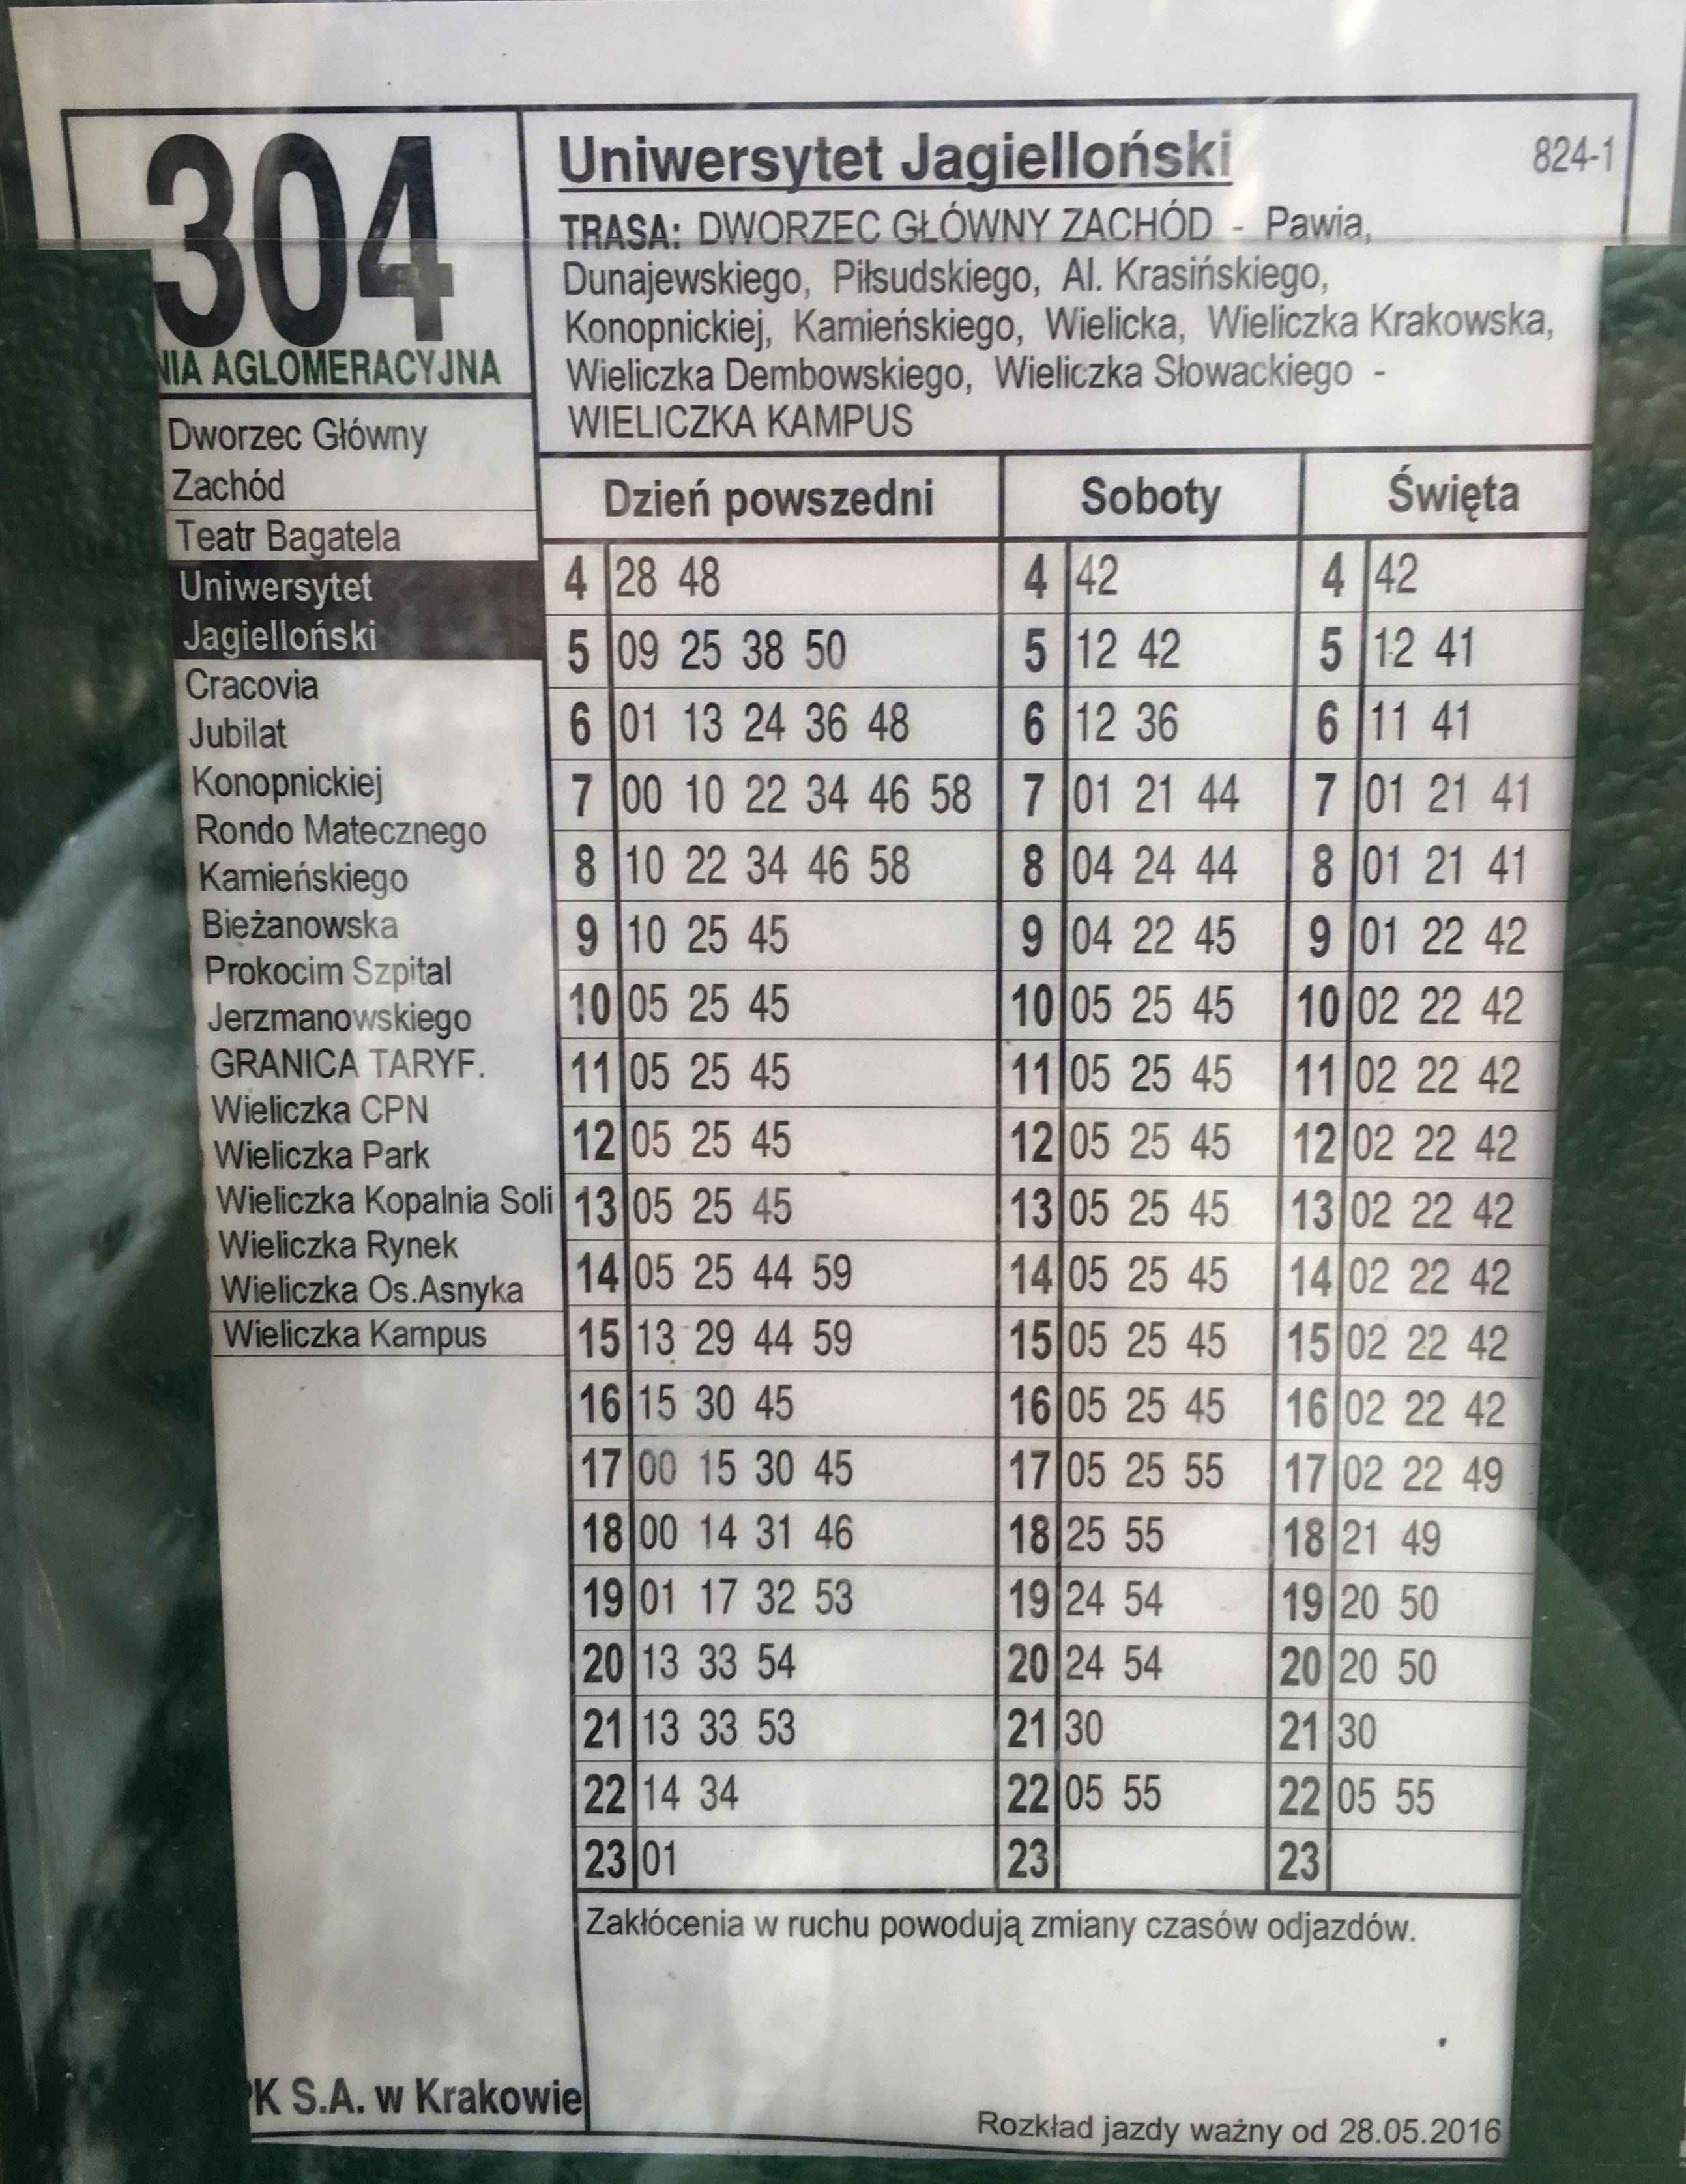 304
NIA AGLOMERACYJNA
Uniwersytet Jagielloński
824-1
TRASA: DWORZEC GŁÓWNY ZACHÓD - Pawia,
Dunajewskiego, Piłsudskiego, Al. Krasińskiego,
Konopnickiej, Kamieńskiego, Wielicka, Wieliczka Krakowska,
Wieliczka Dembowskiego, Wieliczka Słowackiego -
WIELICZKA KAMPUS
Dworzec Główny
Zachód
Teatr Bagatela
Uniwersytet
Jagielloński
Cracovia
Jubilat
Konopnickiej
Rondo Matecznego
Kamieńskiego
Bieżanowska
Prokocim Szpital
Jerzmanowskiego
GRANICA TARYF.
Wieliczka CPN
Wieliczka Park
Wieliczka Kopalnia Soli
Wieliczka Rynek
Wieliczka Os.Asnyka
Wieliczka Kampus
Dzień powszedni Soboty Święta
4 28 48 4 42 4 42
5 09 25 38 50 5 12 42 5 12 41
6 01 13 24 36 48 6 12 36 6 11 41
7 00 10 22 34 46 58 7 01 21 44 7 01 21 41
8 10 22 34 46 58 8 04 24 44 8 01 21 41
9 10 25 45 9 04 22 45 9 01 22 42
10 05 25 45 10 05 25 45 10 02 22 42
11 05 25 45 11 05 25 45 11 02 22 42
12 05 25 45 12 05 25 45 12 02 22 42
13 05 25 45 13 05 25 45 13 02 22 42
14 05 25 44 59 14 05 25 45 14 02 22 42
15 13 29 44 59 15 05 25 45 15 02 22 42
16 15 30 45 16 05 25 45 16 02 22 42
17 00 15 30 45 17 05 25 55 17 02 22 49
18 00 14 31 46 18 25 55 18 21 49
19 01 17 32 53 19 24 54 19 20 50
20 13 33 54 20 24 54 20 20 50
21 13 33 53 21 30 21 30
22 14 34 22 05 55 22 05 55
23 01 23 23
Zakłócenia w ruchu powodują zmiany czasów odjazdów.
PK S.A. w Krakowie
Rozkład jazdy ważny od 28.05.2016